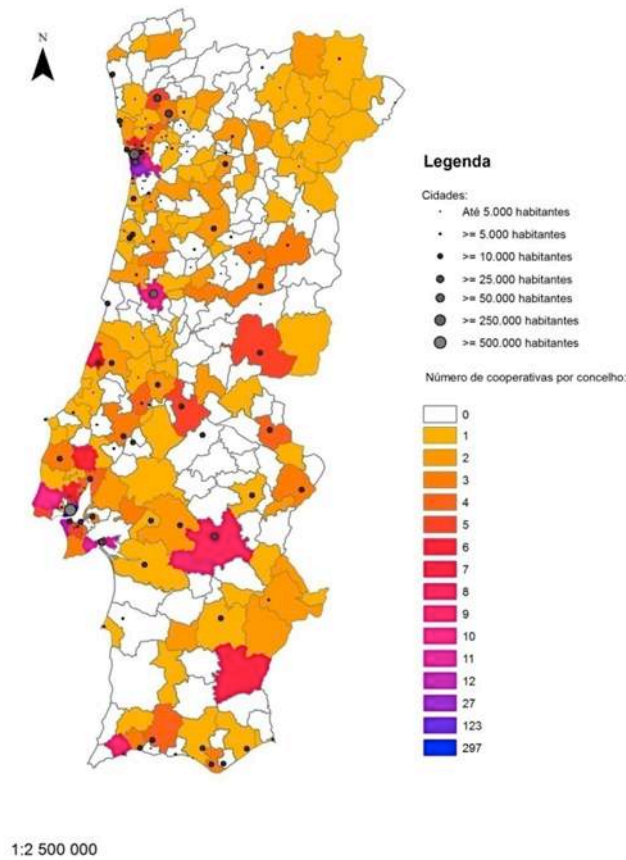 N
Legenda
Cidades:
Até 5.000 habitantes
>= 5.000 habitantes
>= 10.000 habitantes
>= 25.000 habitantes
>= 50.000 habitantes
>= 250.000 habitantes
>= 500.000 habitantes
Número de cooperativas por concelho:
0
1
2
3
4
5
6
7
8
9
10
11
12
27
123
297
1:2 500 000